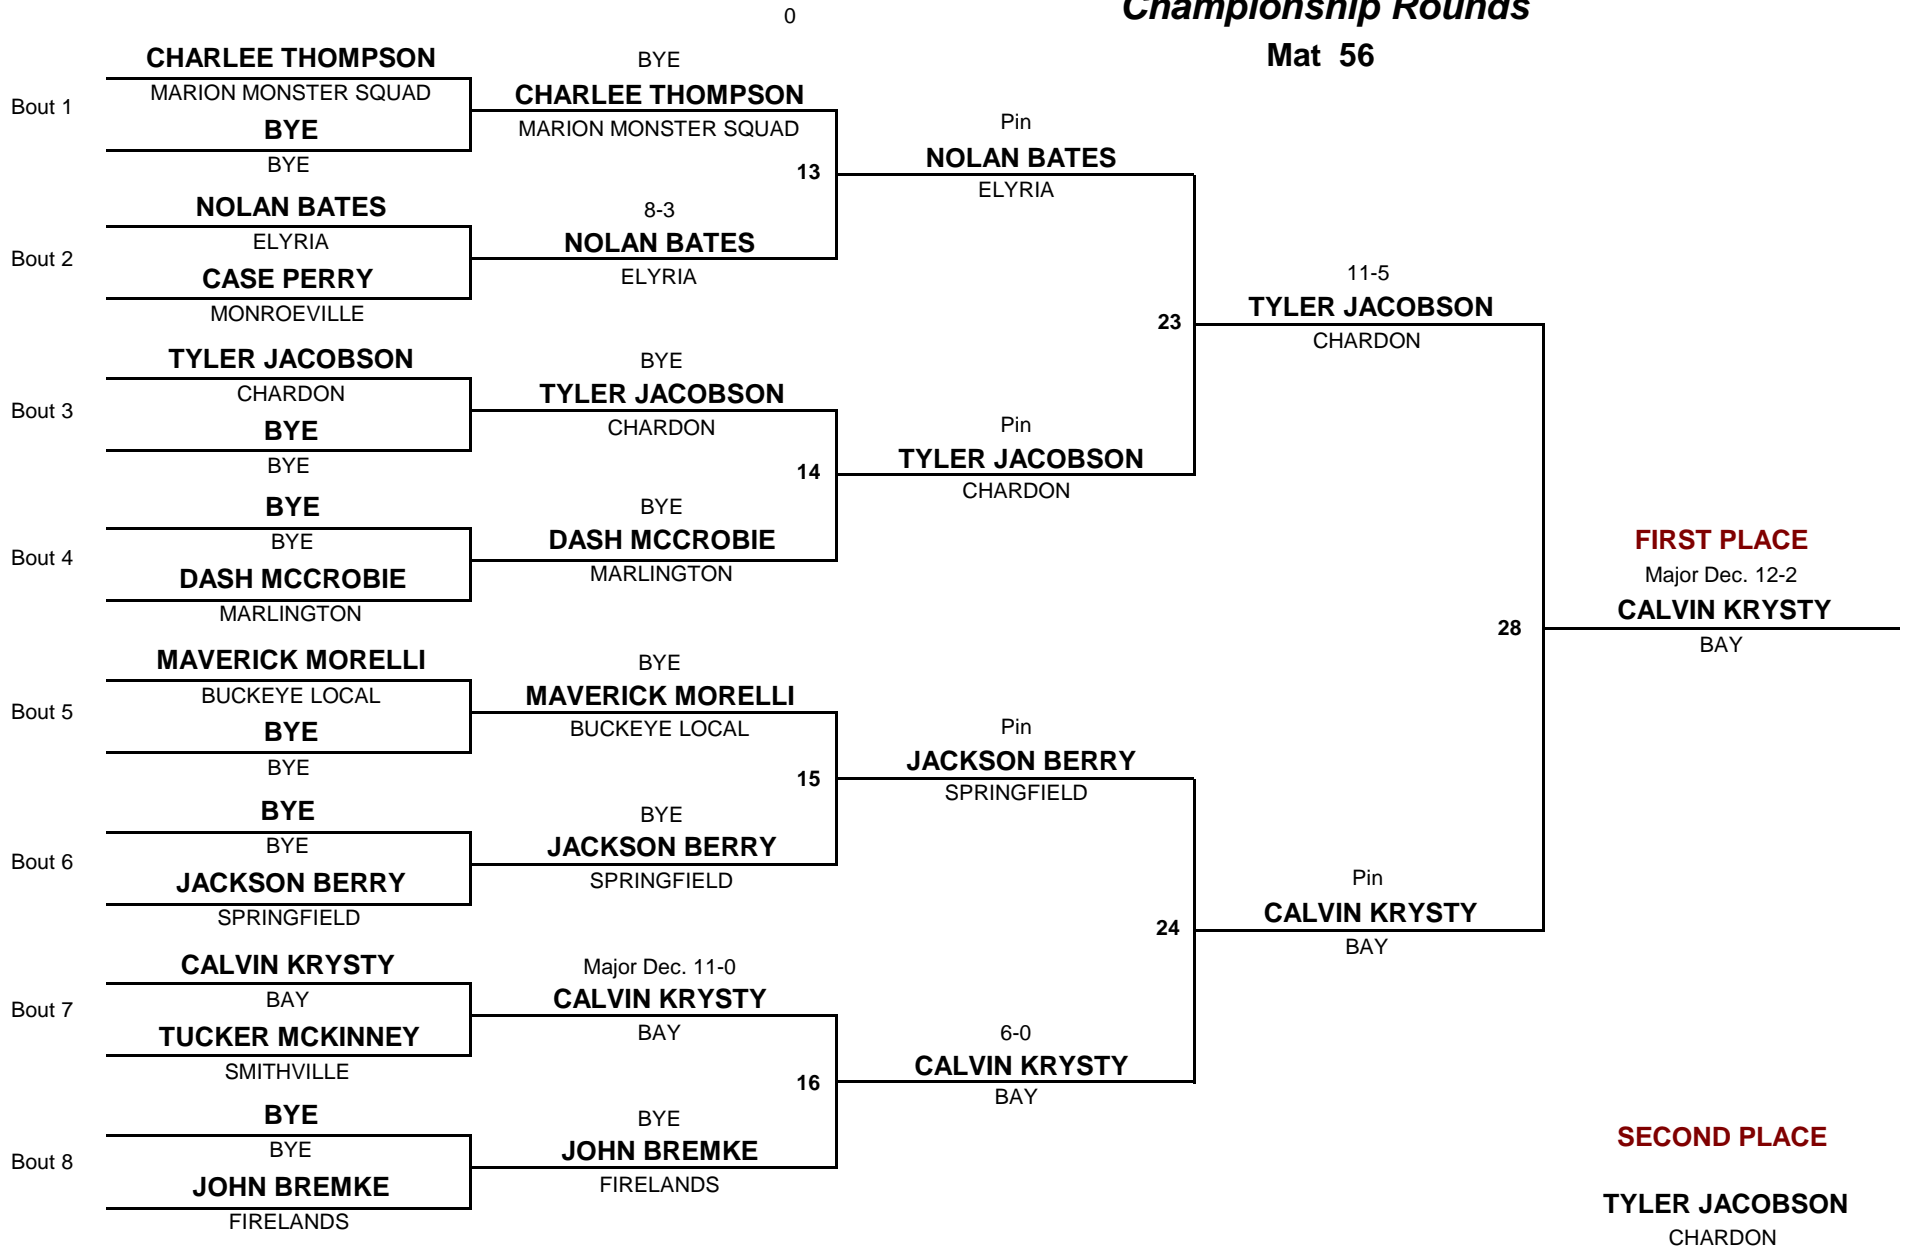 0
Championship Rounds
Mat 56
CHARLEE THOMPSON
MARION MONSTER SQUAD
Bout 1
BYE
BYE
NOLAN BATES
ELYRIA
Bout 2
CASE PERRY
MONROEVILLE
TYLER JACOBSON
CHARDON
Bout 3
BYE
BYE
BYE
BYE
Bout 4
DASH MCCROBIE
MARLINGTON
MAVERICK MORELLI
BUCKEYE LOCAL
Bout 5
BYE
BYE
BYE
BYE
Bout 6
JACKSON BERRY
SPRINGFIELD
CALVIN KRYSTY
BAY
Bout 7
TUCKER MCKINNEY
SMITHVILLE
BYE
BYE
Bout 8
JOHN BREMKE
FIRELANDS
BYE
CHARLEE THOMPSON
MARION MONSTER SQUAD
13
8-3
NOLAN BATES
ELYRIA
BYE
TYLER JACOBSON
CHARDON
14
BYE
DASH MCCROBIE
MARLINGTON
BYE
MAVERICK MORELLI
BUCKEYE LOCAL
15
BYE
JACKSON BERRY
SPRINGFIELD
Major Dec. 11-0
CALVIN KRYSTY
BAY
16
BYE
JOHN BREMKE
FIRELANDS
Pin
NOLAN BATES
ELYRIA
23
Pin
TYLER JACOBSON
CHARDON
Pin
JACKSON BERRY
SPRINGFIELD
24
6-0
CALVIN KRYSTY
BAY
11-5
TYLER JACOBSON
CHARDON
28
Pin
CALVIN KRYSTY
BAY
FIRST PLACE
Major Dec. 12-2
CALVIN KRYSTY
BAY
SECOND PLACE
TYLER JACOBSON
CHARDON